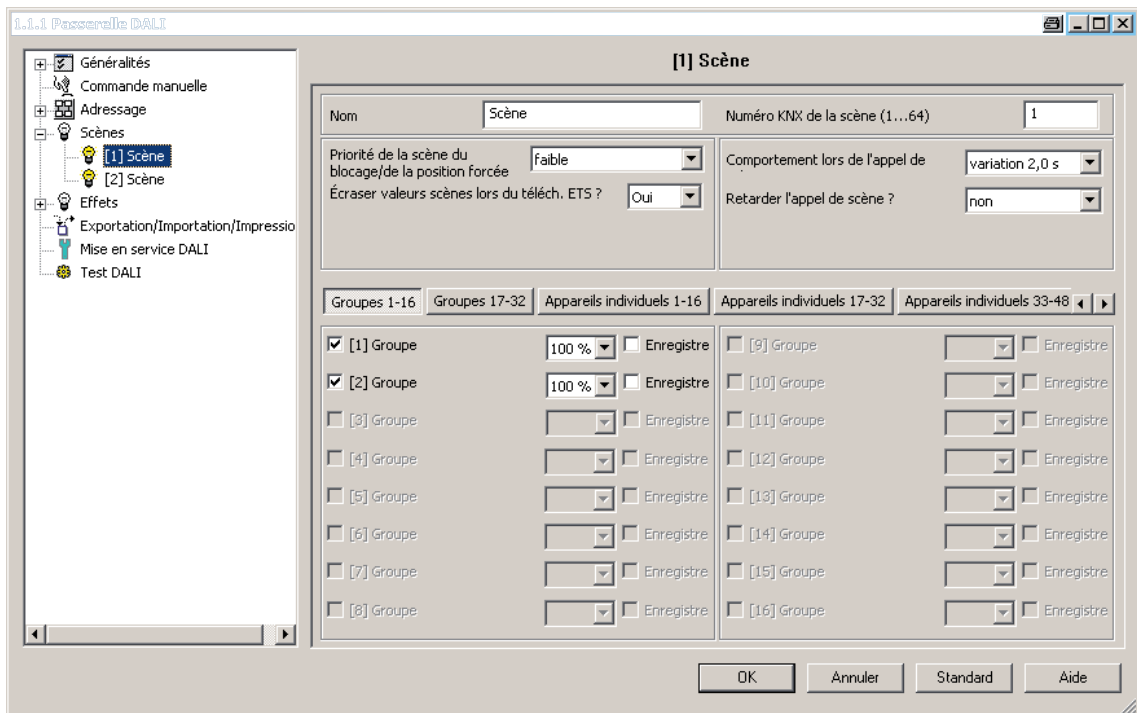 1.1.1 Passerelle DALI
Généralités
Commande manuelle
Adressage
Scènes
[1] Scène
[2] Scène
Effets
Exportation/Importation/Impressio
Mise en service DALI
Test DALI
[1] Scène
Nom
Scène
Numéro KNX de la scène (1...64)
1
Priorité de la scène du
blocage/de la position forcée
faible
Écraser valeurs scènes lors du téléch. ETS ?
Oui
Comportement lors de l'appel de
variation 2,0 s
Retarder l'appel de scène ?
non
Groupes 1-16
Groupes 17-32
Appareils individuels 1-16
Appareils individuels 17-32
Appareils individuels 33-48
[1] Groupe 100 % Enregistre
[2] Groupe 100 % Enregistre
[3] Groupe Enregistre
[4] Groupe Enregistre
[5] Groupe Enregistre
[6] Groupe Enregistre
[7] Groupe Enregistre
[8] Groupe Enregistre
[9] Groupe Enregistre
[10] Groupe Enregistre
[11] Groupe Enregistre
[12] Groupe Enregistre
[13] Groupe Enregistre
[14] Groupe Enregistre
[15] Groupe Enregistre
[16] Groupe Enregistre
OK
Annuler
Standard
Aide